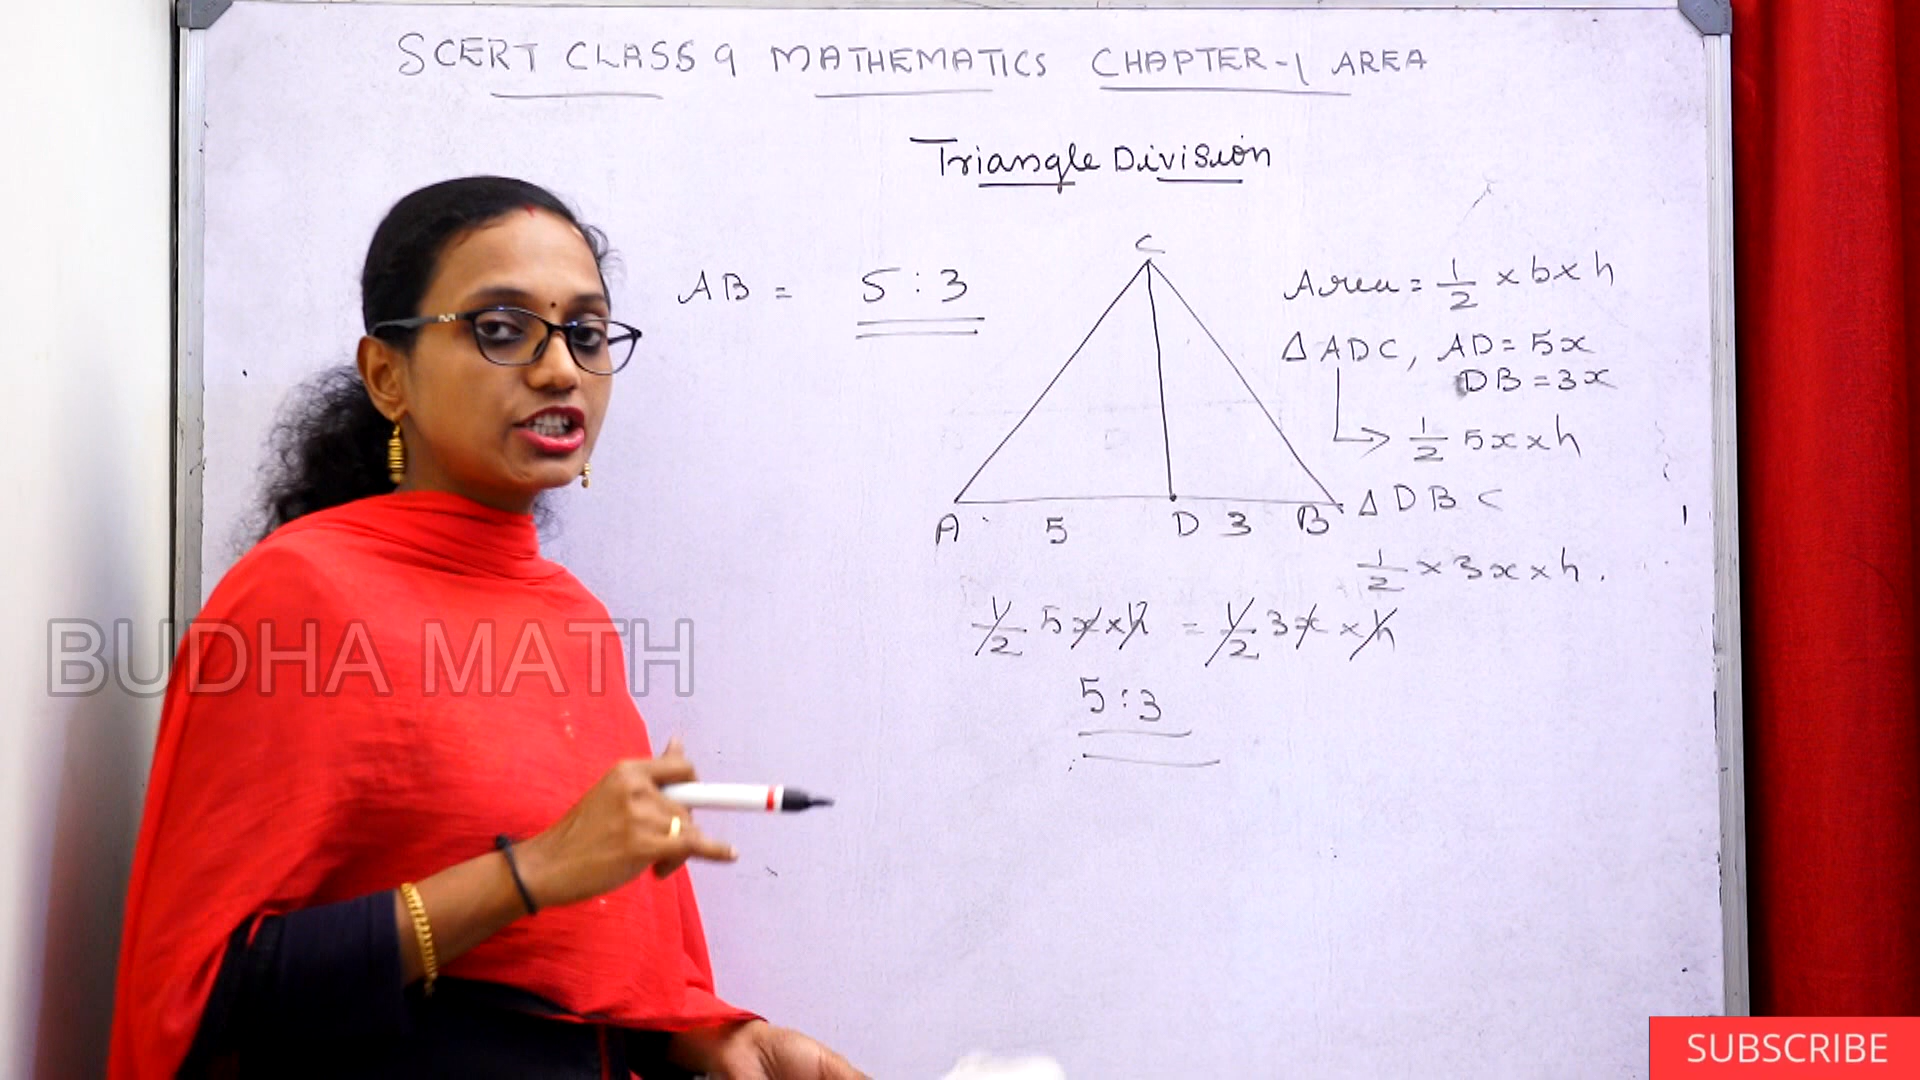 SCERT CLASS 9 MATHEMATICS CHAPTER-1 AREA
Triangle Division
AB = 5 : 3
C
A 5 D 3 B
Area = 1/2 × b × h
△ ADC, AD = 5x
DB = 3x
1/2 5x × h
△ DBC
1/2 × 3x × h.
1/2 5x × h = 1/2 3x × h
5:3
BUDHA MATH
SUBSCRIBE